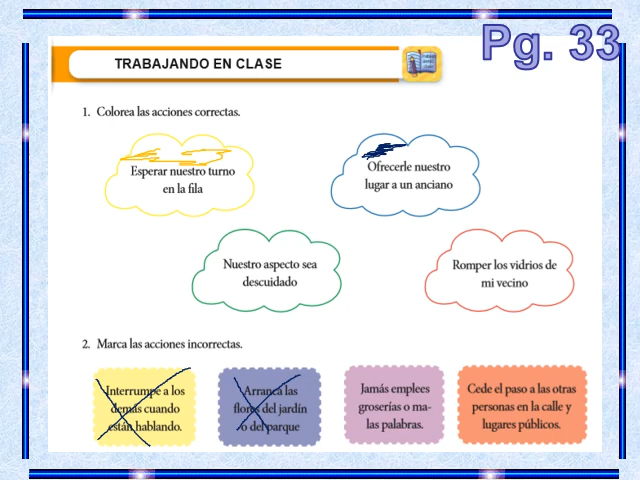 Pg. 33
TRABAJANDO EN CLASE
1. Colorea las acciones correctas.
Esperar nuestro turno
en la fila
Ofrecerle nuestro
lugar a un anciano
Nuestro aspecto sea
descuidado
Romper los vidrios de
mi vecino
2. Marca las acciones incorrectas.
Interrumpe a los
demás cuando
están hablando.
Arranca las
flores del jardín
o del parque
Jamás emplees
groserías o ma-
las palabras.
Cede el paso a las otras
personas en la calle y
lugares públicos.